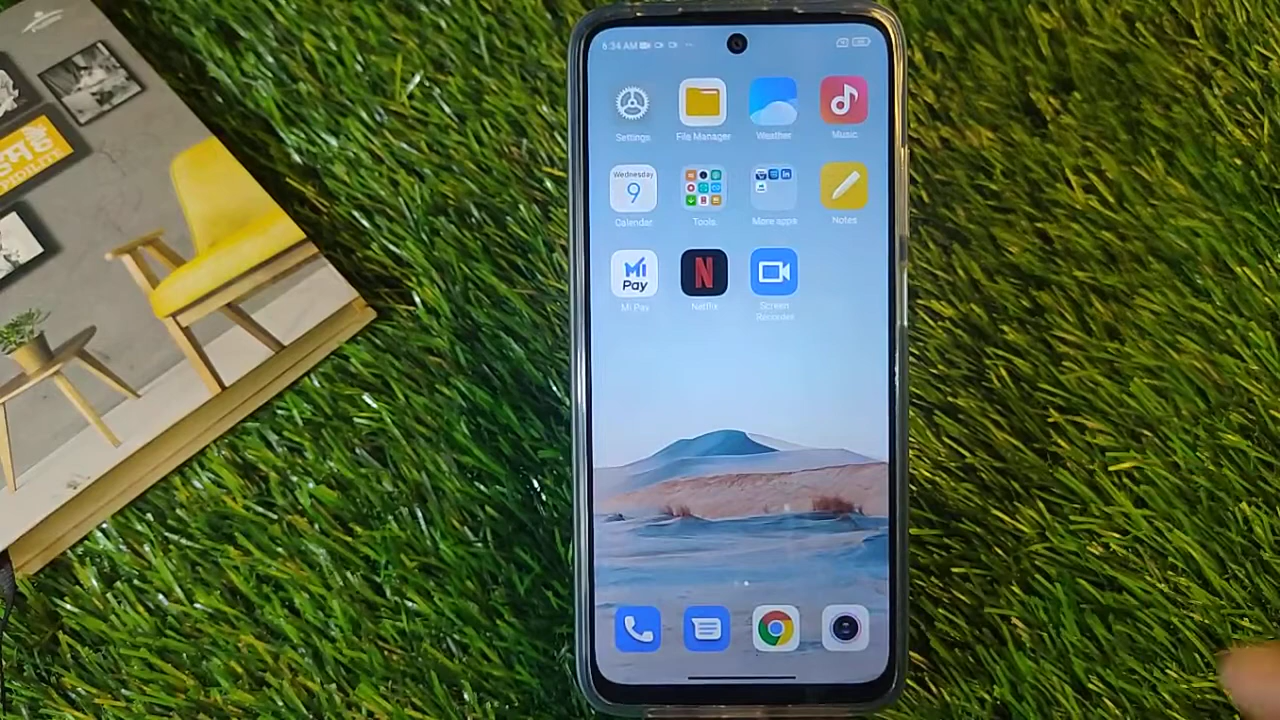 6:34 AM
Settings
File Manager
Weather
Music
Wednesday
9
Calendar
Tools
More apps
Notes
Mi
Pay
Mi Pay
N
Netflix
Screen
Recorder